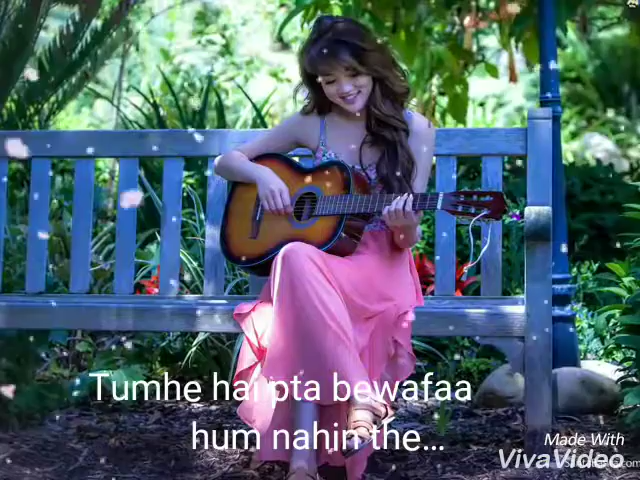 Tumhe hai pta bewafaa
hum nahin the...
Made With
VivaVideo